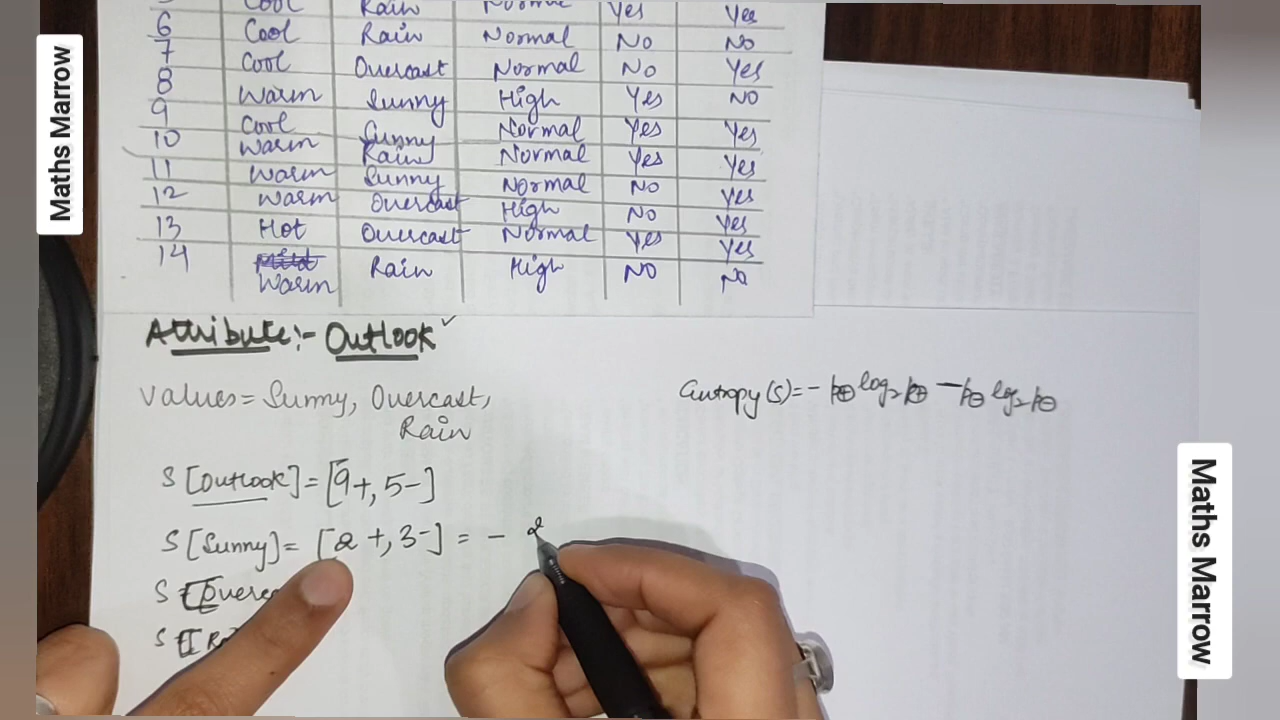 Maths Marrow
Cool Rain Normal Yes Yes
6 Cool Rain Normal No No
7 Cool Overcast Normal No Yes
8 Warm Sunny High Yes No
9 Cool Sunny Normal Yes Yes
10 Warm Rain Normal Yes Yes
11 Warm Sunny Normal No Yes
12 Warm Overcast High No Yes
13 Hot Overcast Normal Yes Yes
14 Mild Warm Rain High No No
Attribute:- Outlook ✓
Values = Sunny, Overcast,
Rain
Entropy(S) = - p⊕ log₂ p⊕ - p⊖ log₂ p⊖
S [Outlook] = [9+, 5-]
S [Sunny] = [2+, 3-] = - 2
S [Overc
S [Ra
Maths Marrow